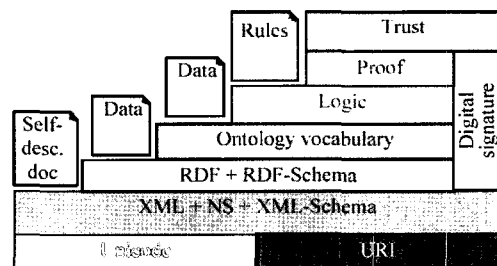 Rules
Trust
Data
Proof
Data
Logic
Self-
desc.
doc
Ontology vocabulary
Digital
signature
RDF + RDF-Schema
XML + NS + XML-Schema
URI